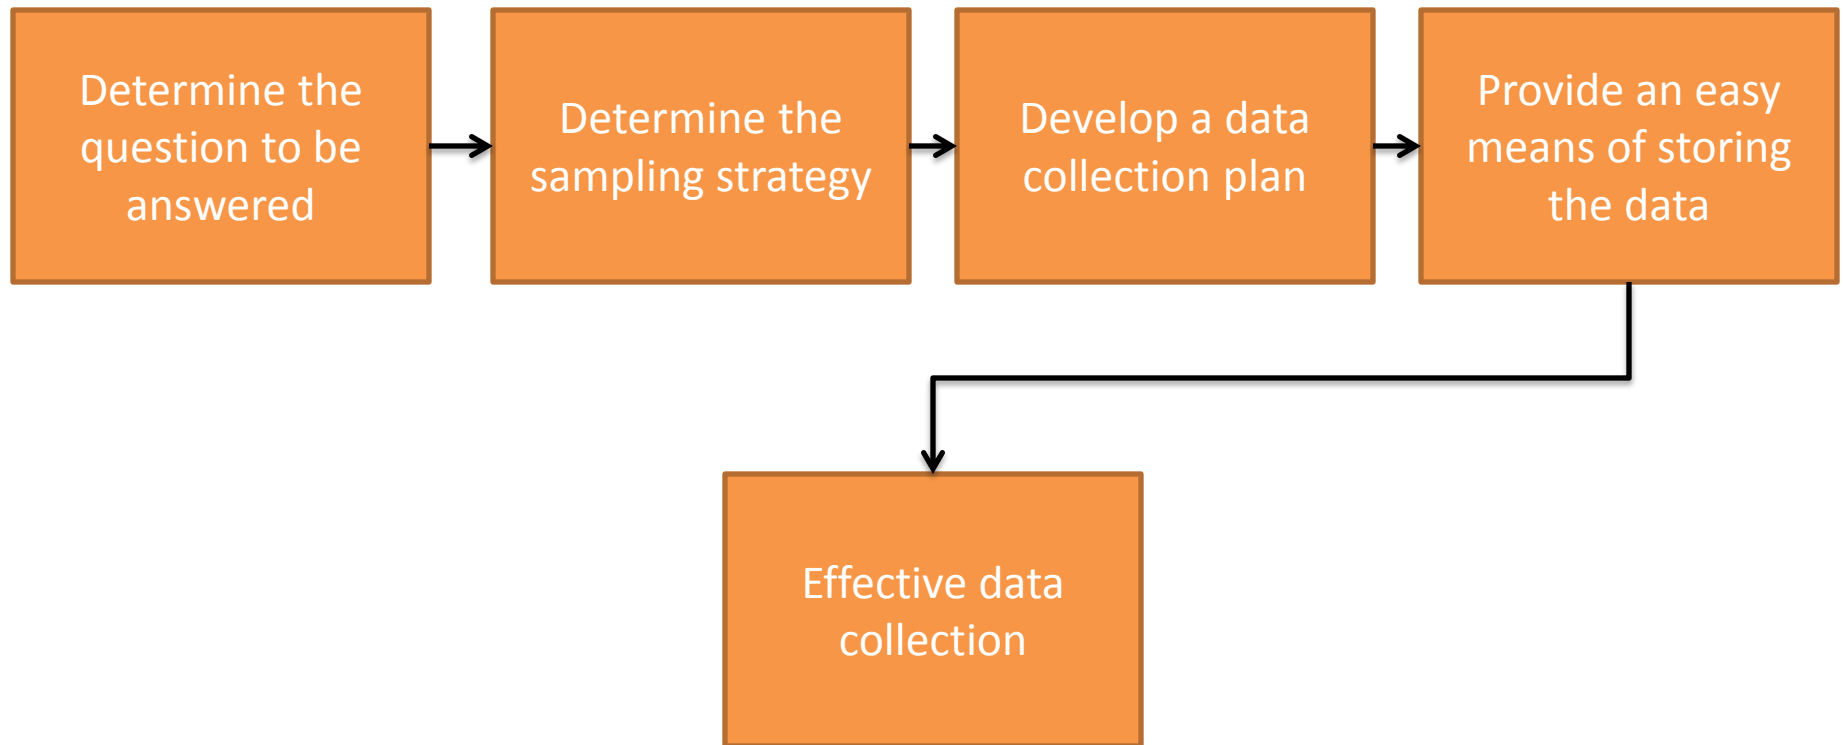 Determine the
question to be
answered
Determine the
sampling strategy
Develop a data
collection plan
Provide an easy
means of storing
the data
Effective data
collection